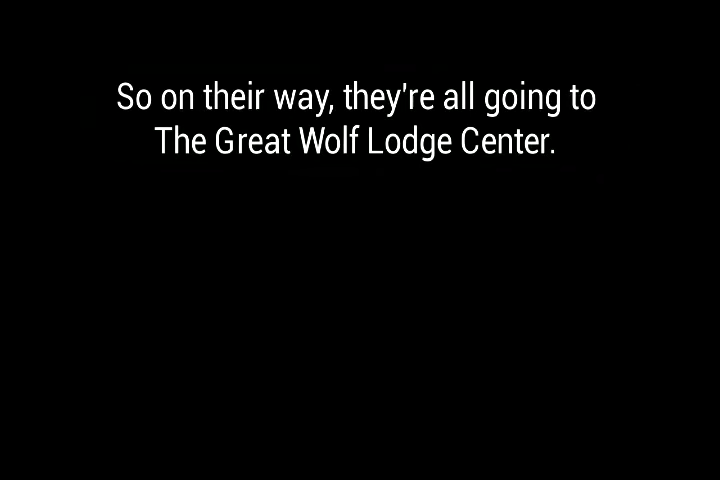 So on their way, they're all going to
The Great Wolf Lodge Center.